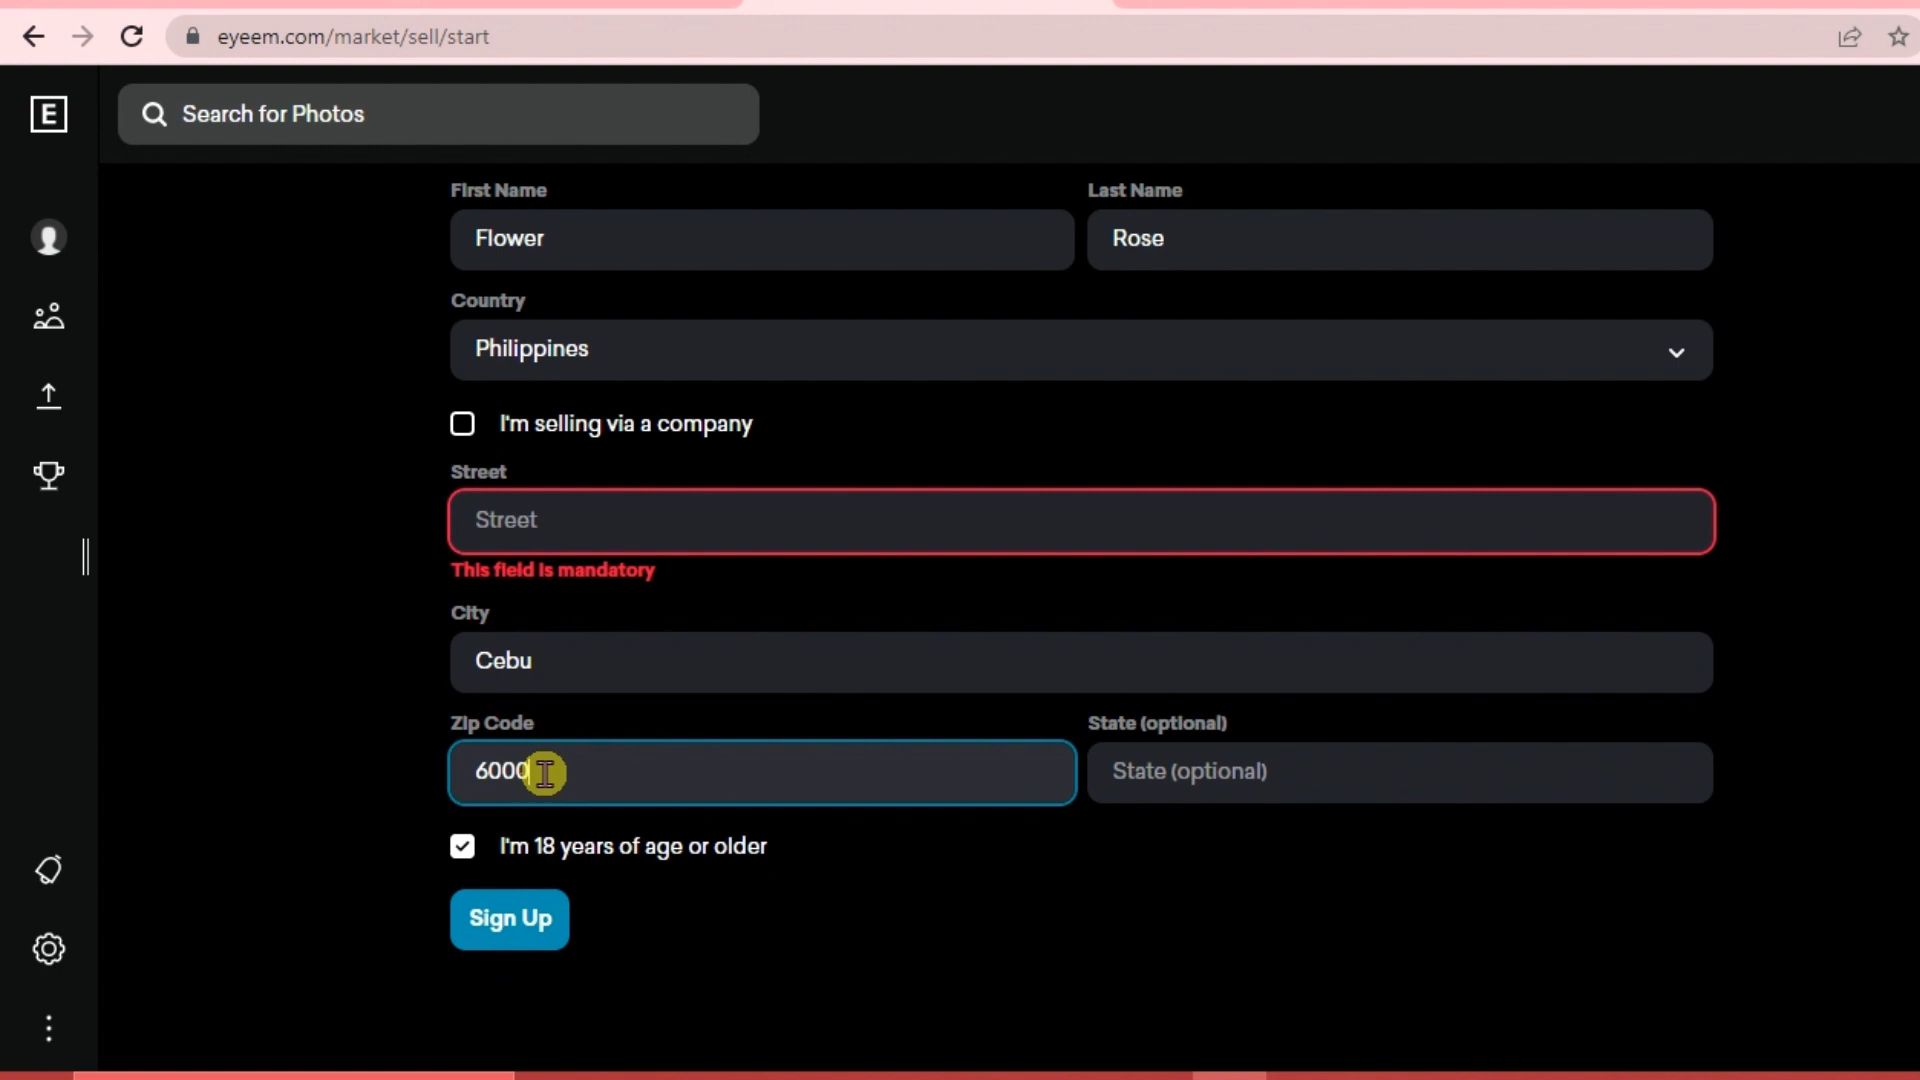 eyeem.com/market/sell/start
E
Search for Photos
First Name
Last Name
Flower
Rose
Country
Philippines
I'm selling via a company
Street
Street
This field is mandatory
City
Cebu
Zip Code
State (optional)
6000
State (optional)
I'm 18 years of age or older
Sign Up